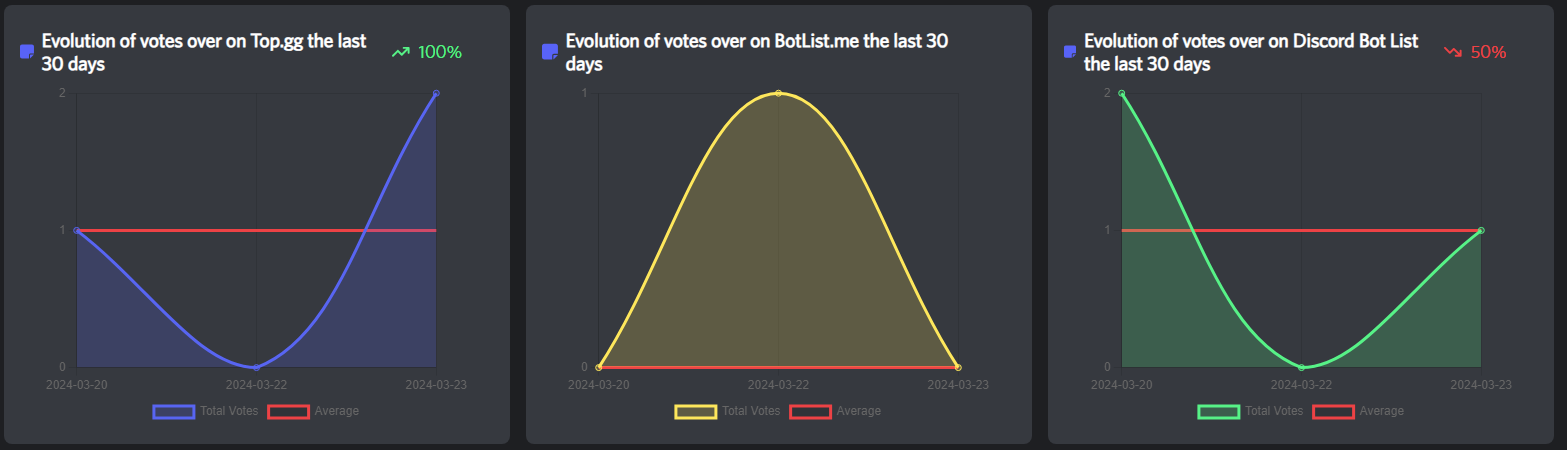 Evolution of votes over on Top.gg the last
30 days
100%
2
1
0
2024-03-20 2024-03-22 2024-03-23
Total Votes Average
Evolution of votes over on BotList.me the last 30
days
1
0
2024-03-20 2024-03-22 2024-03-23
Total Votes Average
Evolution of votes over on Discord Bot List
the last 30 days
50%
2
1
0
2024-03-20 2024-03-22 2024-03-23
Total Votes Average